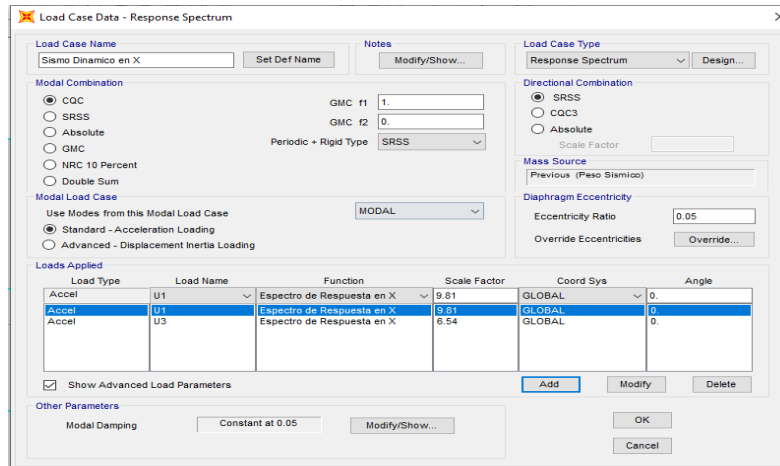 Load Case Data - Response Spectrum
Load Case Name
Notes
Load Case Type
Sismo Dinamico en X
Set Def Name
Modify/Show...
Response Spectrum
Design...
Modal Combination
Directional Combination
CQC
GMC f1
1.
SRSS
SRSS
GMC f2
0.
CQC3
Absolute
Periodic + Rigid Type
SRSS
Absolute
GMC
Scale Factor
NRC 10 Percent
Mass Source
Double Sum
Previous (Peso Sismico)
Modal Load Case
Diaphragm Eccentricity
Use Modes from this Modal Load Case
MODAL
Eccentricity Ratio
0.05
Standard - Acceleration Loading
Advanced - Displacement Inertia Loading
Override Eccentricities
Override...
Loads Applied
Load Type Load Name Function Scale Factor Coord Sys Angle
Accel U1 Espectro de Respuesta en X 9.81 GLOBAL 0.
Accel U1 Espectro de Respuesta en X 9.81 GLOBAL 0.
Accel U3 Espectro de Respuesta en X 6.54 GLOBAL 0.
Show Advanced Load Parameters
Add
Modify
Delete
Other Parameters
Modal Damping
Constant at 0.05
Modify/Show...
OK
Cancel